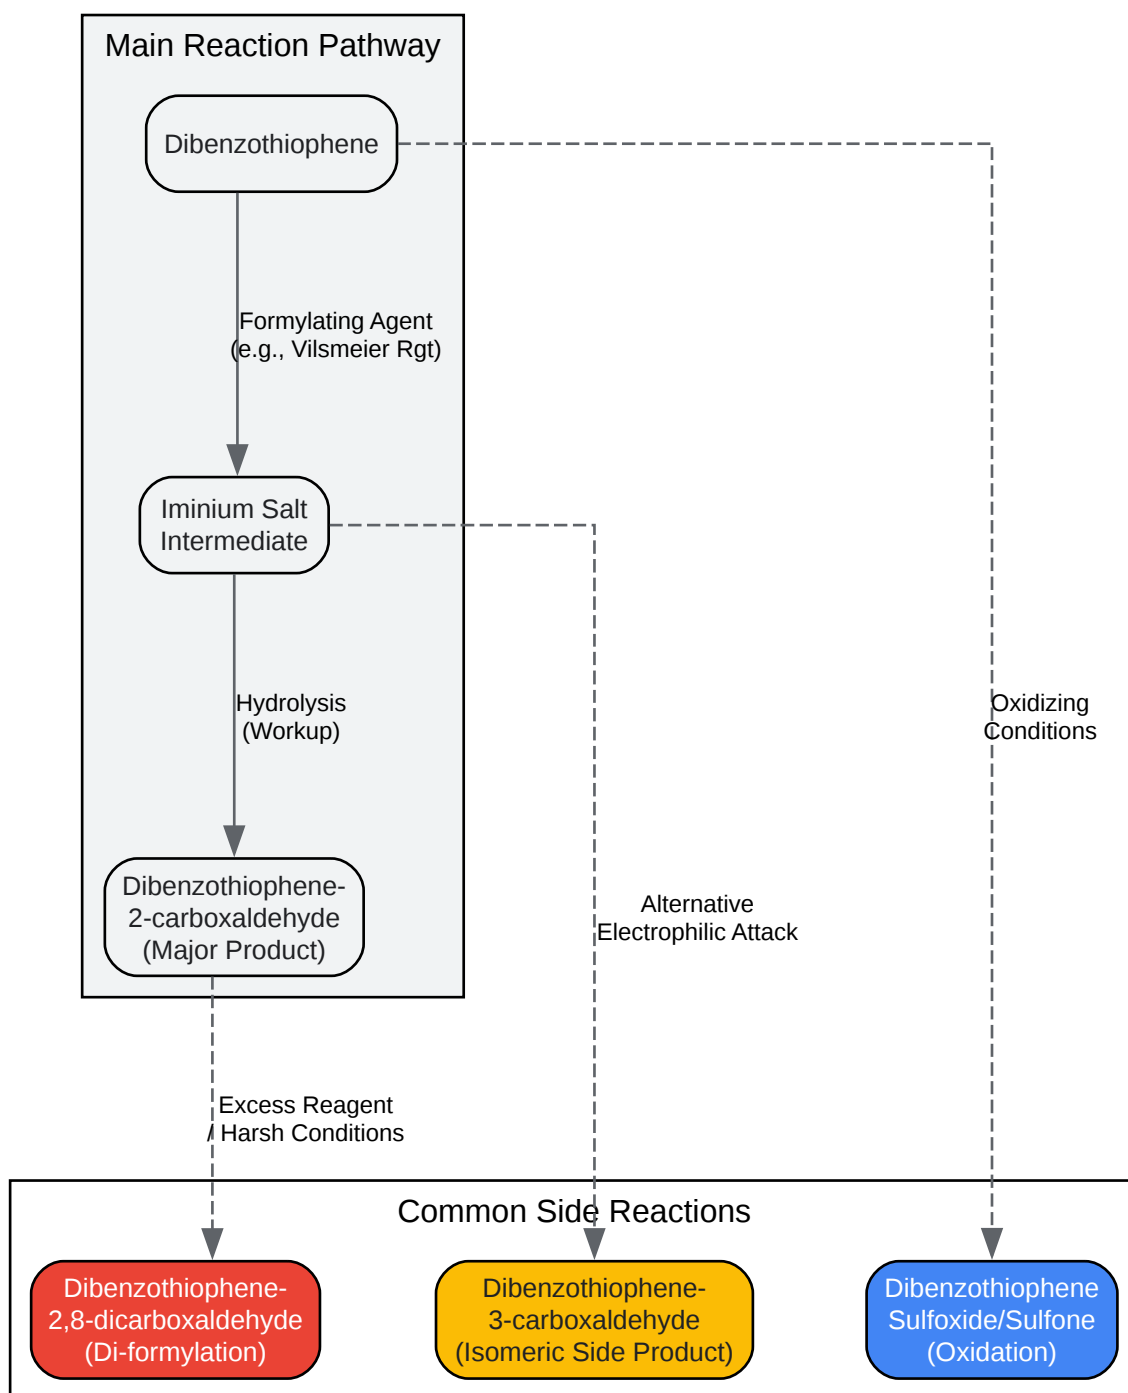 Main Reaction Pathway
Dibenzothiophene
Formylating Agent
(e.g., Vilsmeier Rgt)
Iminium Salt
Intermediate
Hydrolysis
(Workup)
Oxidizing
Conditions
Dibenzothiophene-
2-carboxaldehyde
(Major Product)
Alternative
Electrophilic Attack
Excess Reagent
/ Harsh Conditions
Common Side Reactions
Dibenzothiophene-
2,8-dicarboxaldehyde
(Di-formylation)
Dibenzothiophene-
3-carboxaldehyde
(Isomeric Side Product)
Dibenzothiophene
Sulfoxide/Sulfone
(Oxidation)